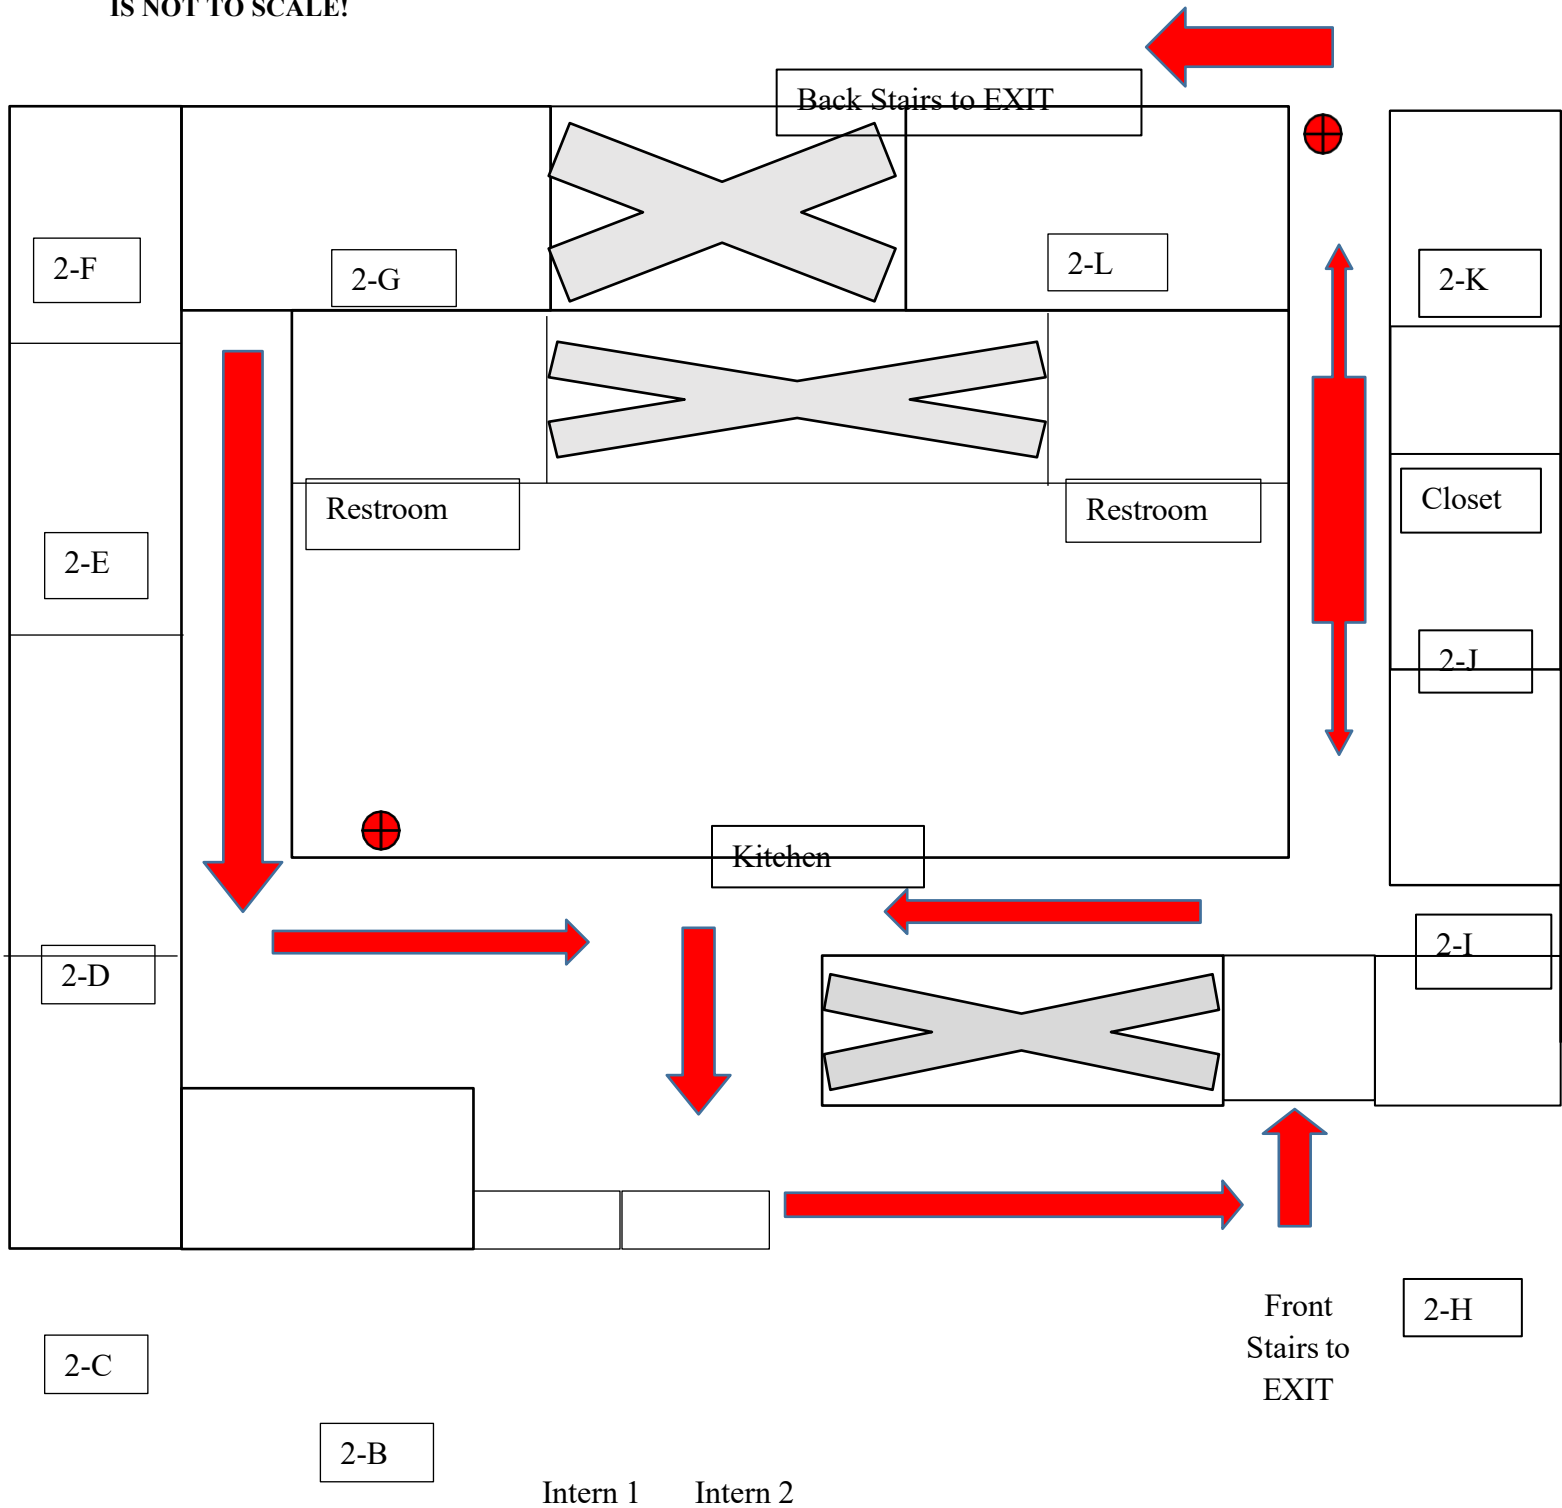 IS NOT TO SCALE!
Back Stairs to EXIT
2-F
2-G
2-L
2-K
Restroom
Restroom
Closet
2-E
2-J
Kitchen
2-I
2-D
Front
Stairs to
EXIT
2-H
2-C
2-B
Intern 1
Intern 2